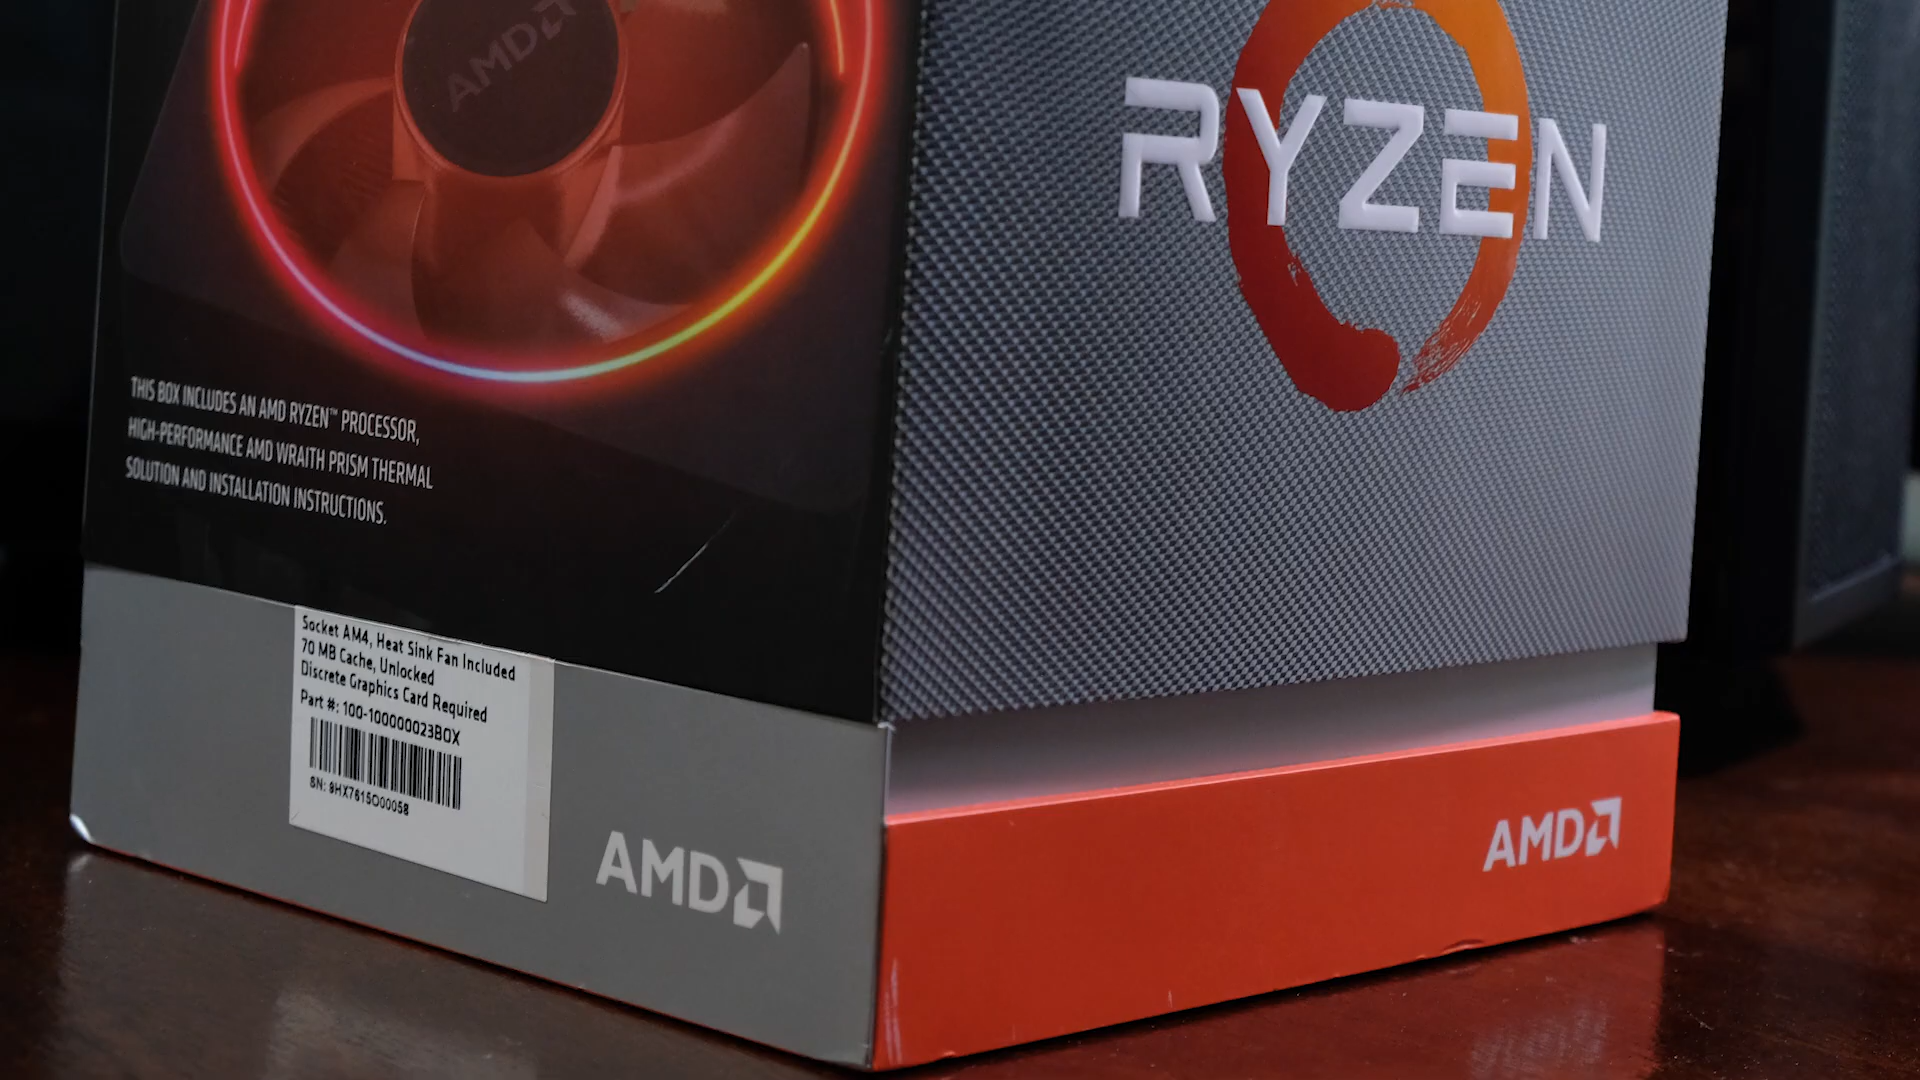 AMD
THIS BOX INCLUDES AN AMD RYZEN™ PROCESSOR,
HIGH-PERFORMANCE AMD WRAITH PRISM THERMAL
SOLUTION AND INSTALLATION INSTRUCTIONS.
Socket AM4, Heat Sink Fan Included
70 MB Cache, Unlocked
Discrete Graphics Card Required
Part #: 100-100000023BOX
SN: 9HX7615O00058
AMD
RYZEN
AMD